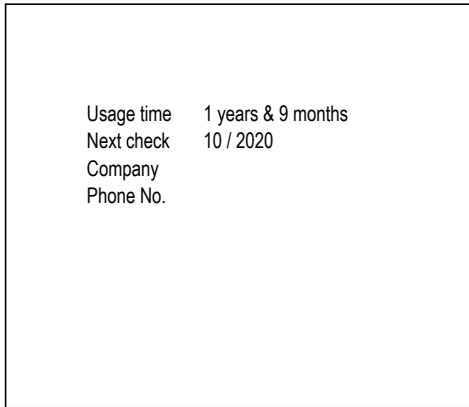 Usage time 1 years & 9 months
Next check 10 / 2020
Company
Phone No.